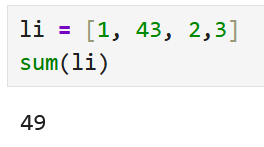 li = [1, 43, 2,3]
sum(li)
49